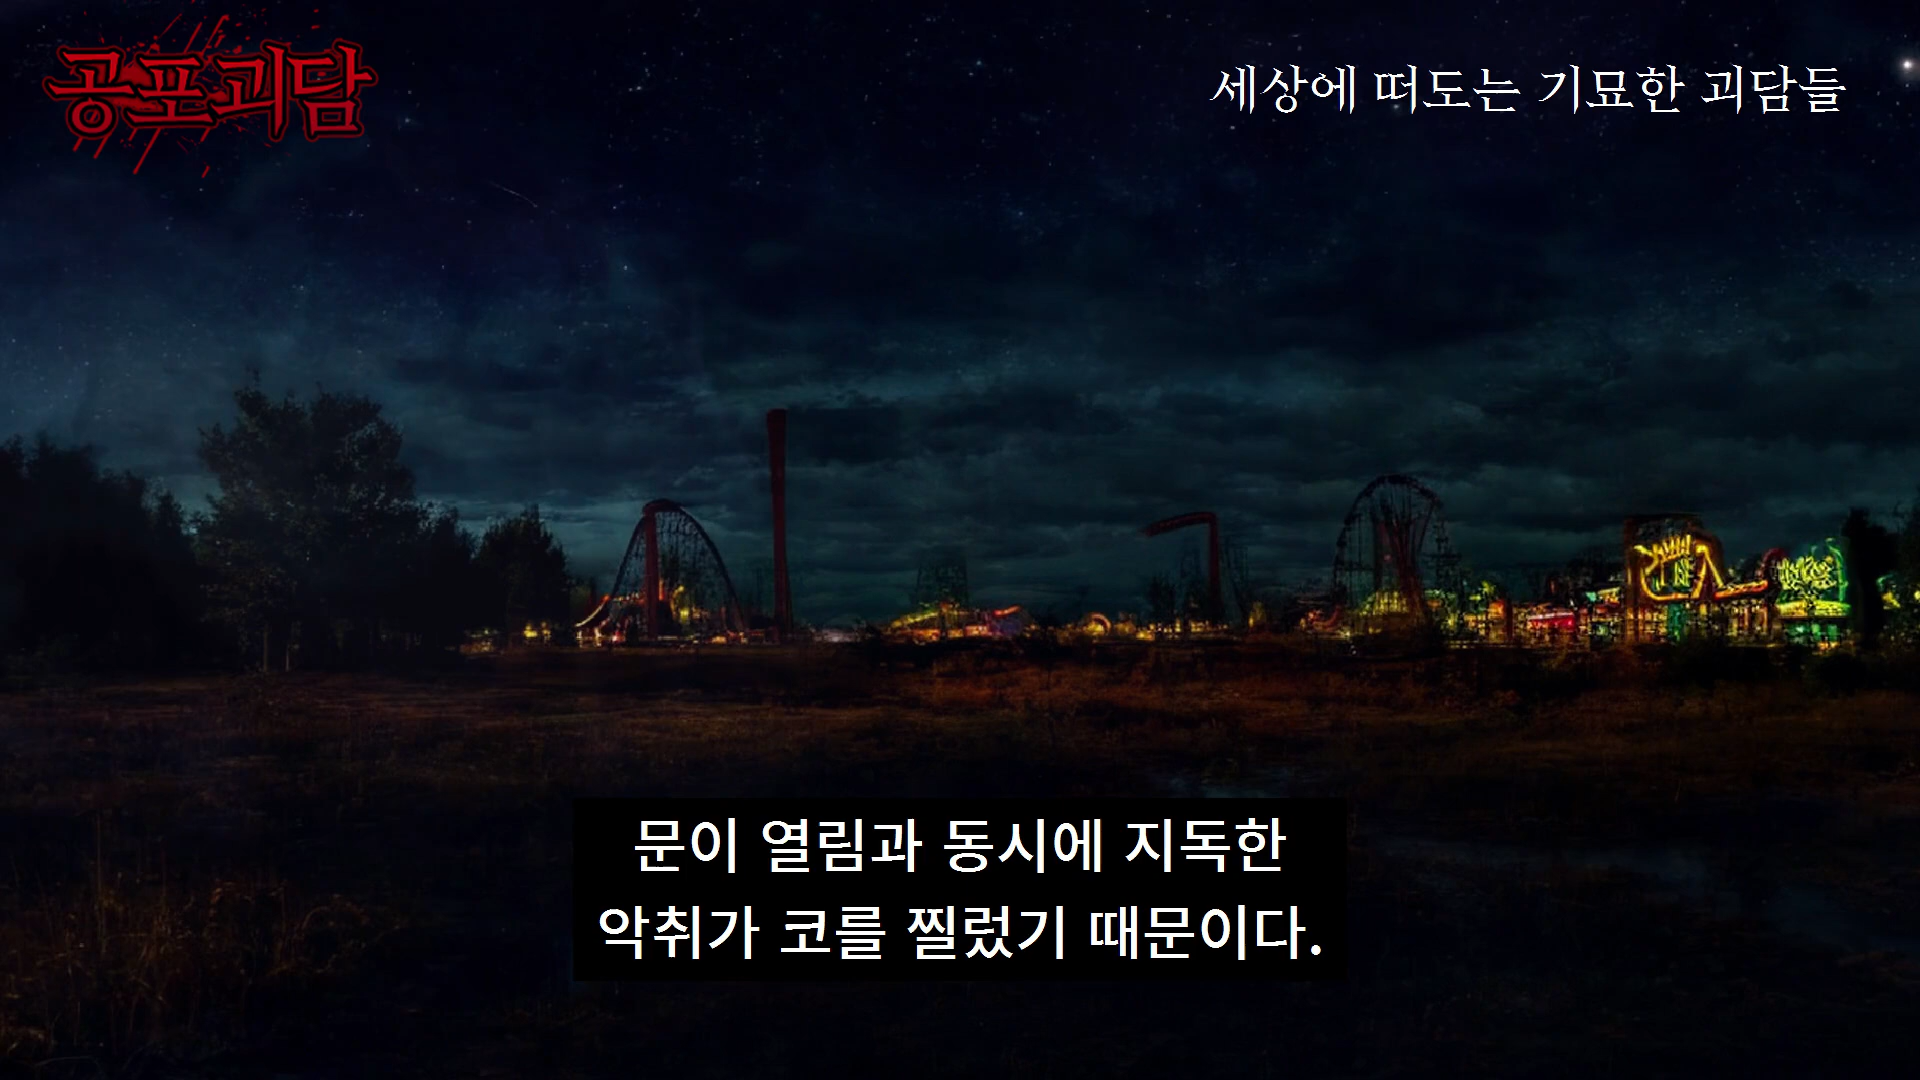 공포괴담
세상에 떠도는 기묘한 괴담들
문이 열림과 동시에 지독한
악취가 코를 찔렀기 때문이다.